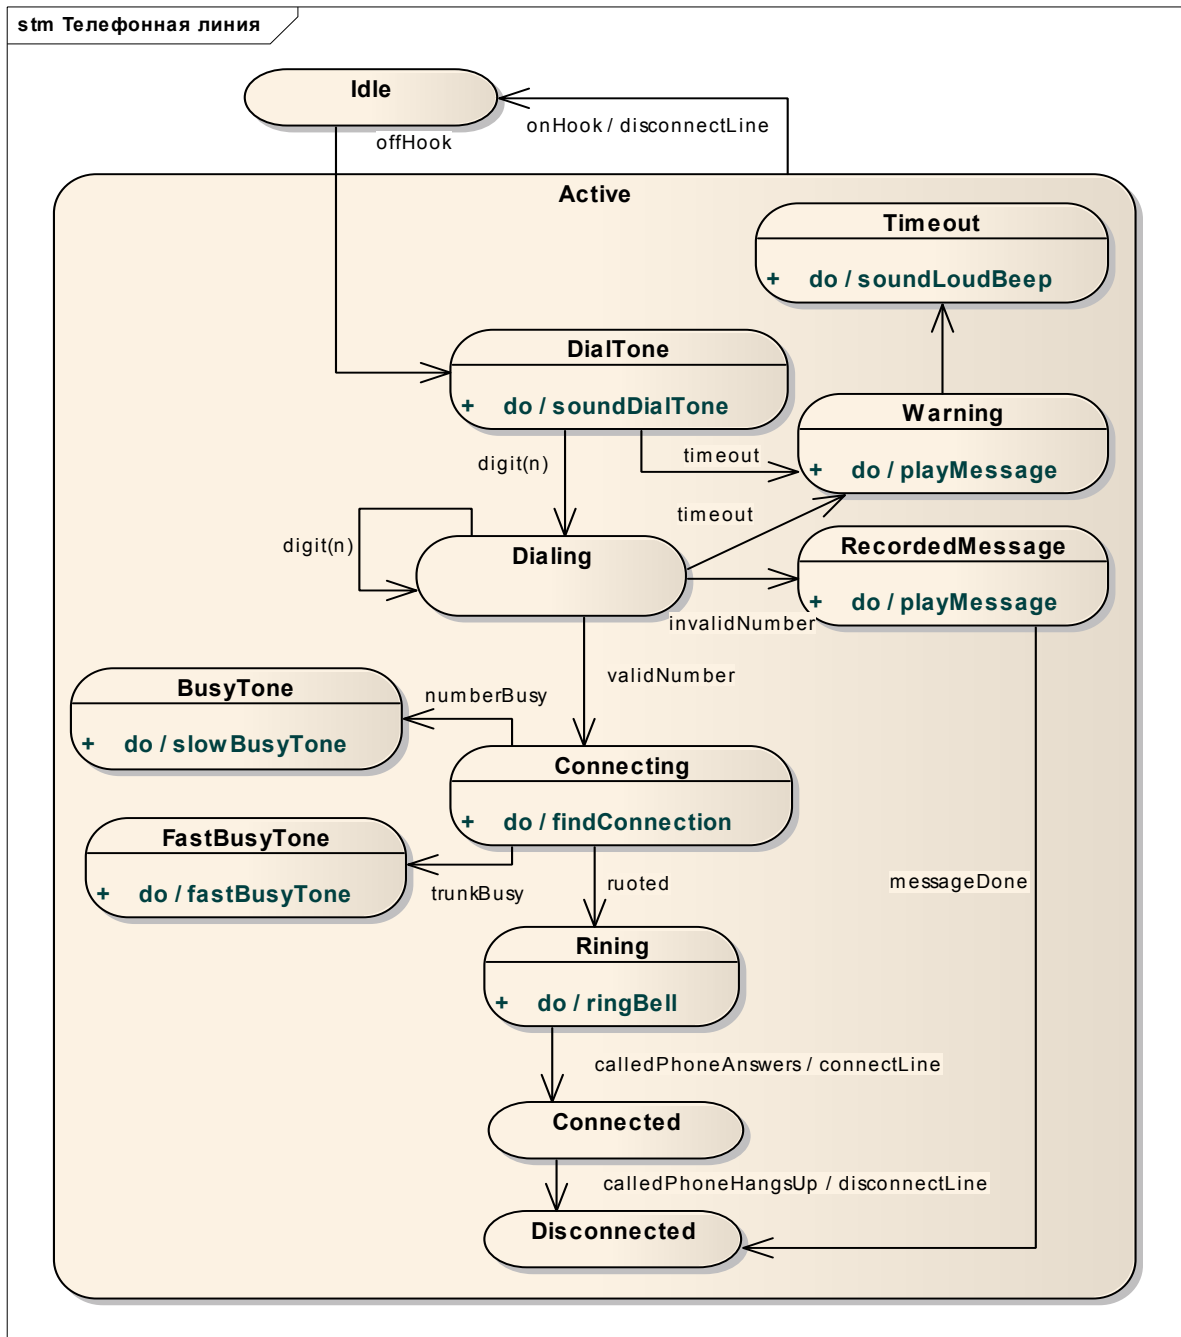 stm Телефонная линия
Idle
onHook / disconnectLine
offHook
Active
Timeout
+ do / soundLoudBeep
DialTone
+ do / soundDialTone
Warning
+ do / playMessage
digit(n)
timeout
timeout
digit(n)
Dialing
RecordedMessage
+ do / playMessage
invalidNumber
validNumber
BusyTone
+ do / slowBusyTone
numberBusy
Connecting
+ do / findConnection
FastBusyTone
+ do / fastBusyTone
trunkBusy
ruoted
messageDone
Rining
+ do / ringBell
calledPhoneAnswers / connectLine
Connected
calledPhoneHangsUp / disconnectLine
Disconnected